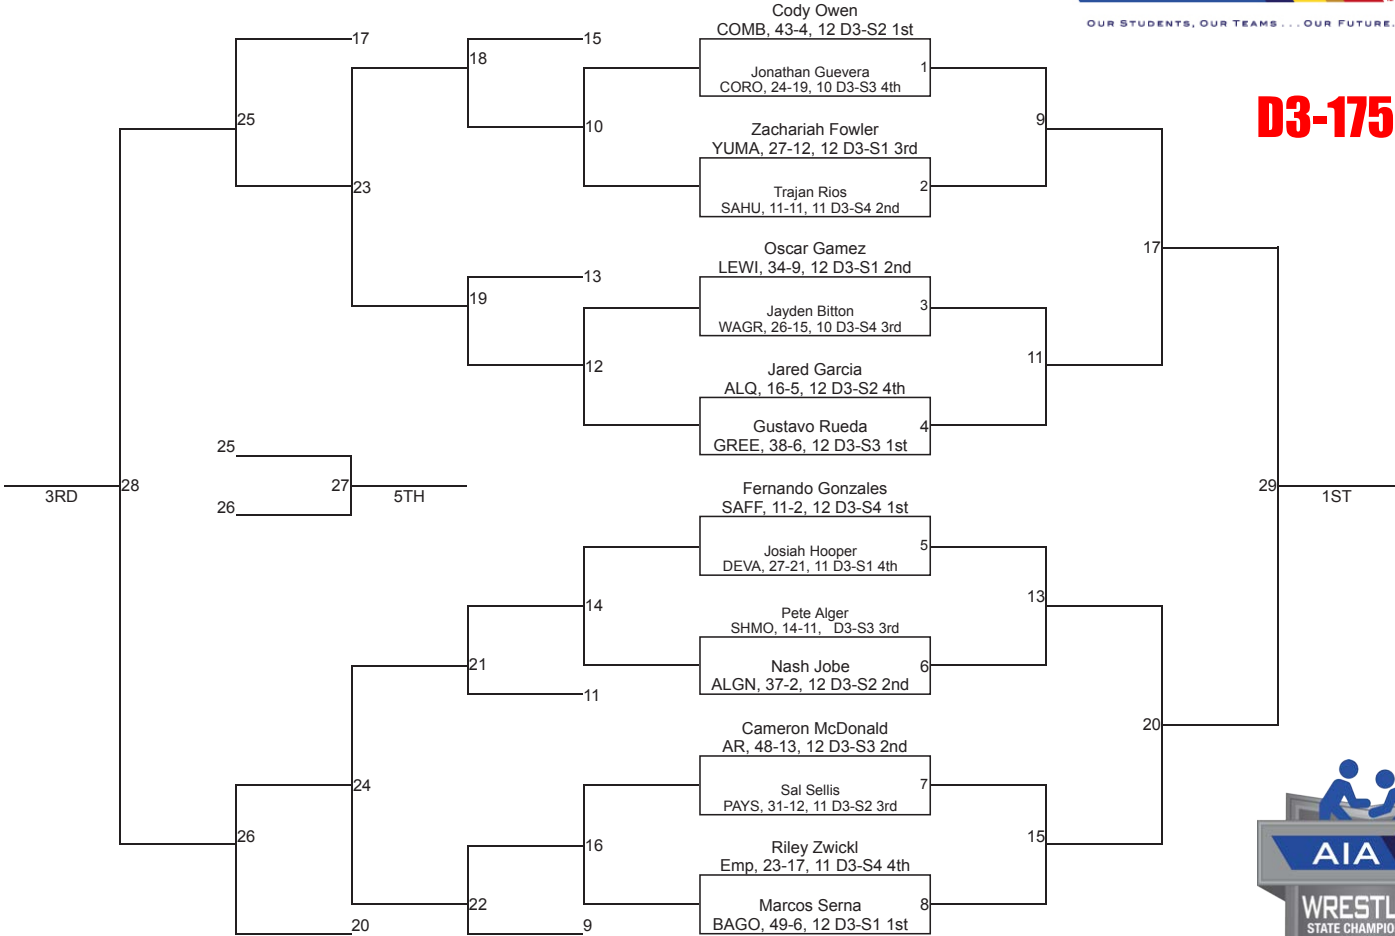 OUR STUDENTS, OUR TEAMS . . . OUR FUTURE.
D3-175
Cody Owen
COMB, 43-4, 12 D3-S2 1st
Jonathan Guevera
CORO, 24-19, 10 D3-S3 4th
1
Zachariah Fowler
YUMA, 27-12, 12 D3-S1 3rd
Trajan Rios
SAHU, 11-11, 11 D3-S4 2nd
2
Oscar Gamez
LEWI, 34-9, 12 D3-S1 2nd
Jayden Bitton
WAGR, 26-15, 10 D3-S4 3rd
3
Jared Garcia
ALQ, 16-5, 12 D3-S2 4th
Gustavo Rueda
GREE, 38-6, 12 D3-S3 1st
4
Fernando Gonzales
SAFF, 11-2, 12 D3-S4 1st
Josiah Hooper
DEVA, 27-21, 11 D3-S1 4th
5
Pete Alger
SHMO, 14-11, D3-S3 3rd
Nash Jobe
ALGN, 37-2, 12 D3-S2 2nd
6
Cameron McDonald
AR, 48-13, 12 D3-S3 2nd
Sal Sellis
PAYS, 31-12, 11 D3-S2 3rd
7
Riley Zwickl
Emp, 23-17, 11 D3-S4 4th
Marcos Serna
BAGO, 49-6, 12 D3-S1 1st
8
9
11
13
15
17
20
29
1ST
15
10
18
13
12
19
17
23
25
14
21
11
16
22
9
24
20
26
25
26
27
5TH
28
3RD
AIA
WRESTL
STATE CHAMPIO